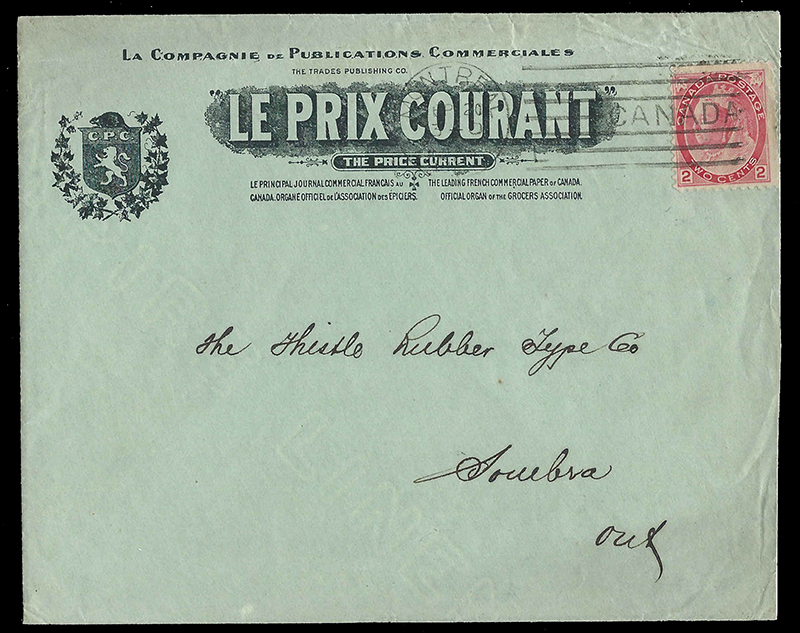 LA COMPAGNIE DE PUBLICATIONS COMMERCIALES
THE TRADES PUBLISHING CO.
"LE PRIX COURANT"
THE PRICE CURRENT
LE PRINCIPAL JOURNAL COMMERCIAL FRANÇAIS AU
CANADA. ORGANE OFFICIEL DE L'ASSOCIATION DES EPICIERS.
THE LEADING FRENCH COMMERCIAL PAPER OF CANADA.
OFFICIAL ORGAN OF THE GROCERS ASSOCIATION.
CPC
CANADA
CANADA POSTAGE
2 TWO CENTS 2
The Thistle Rubber Type Co
Sombra
Ont